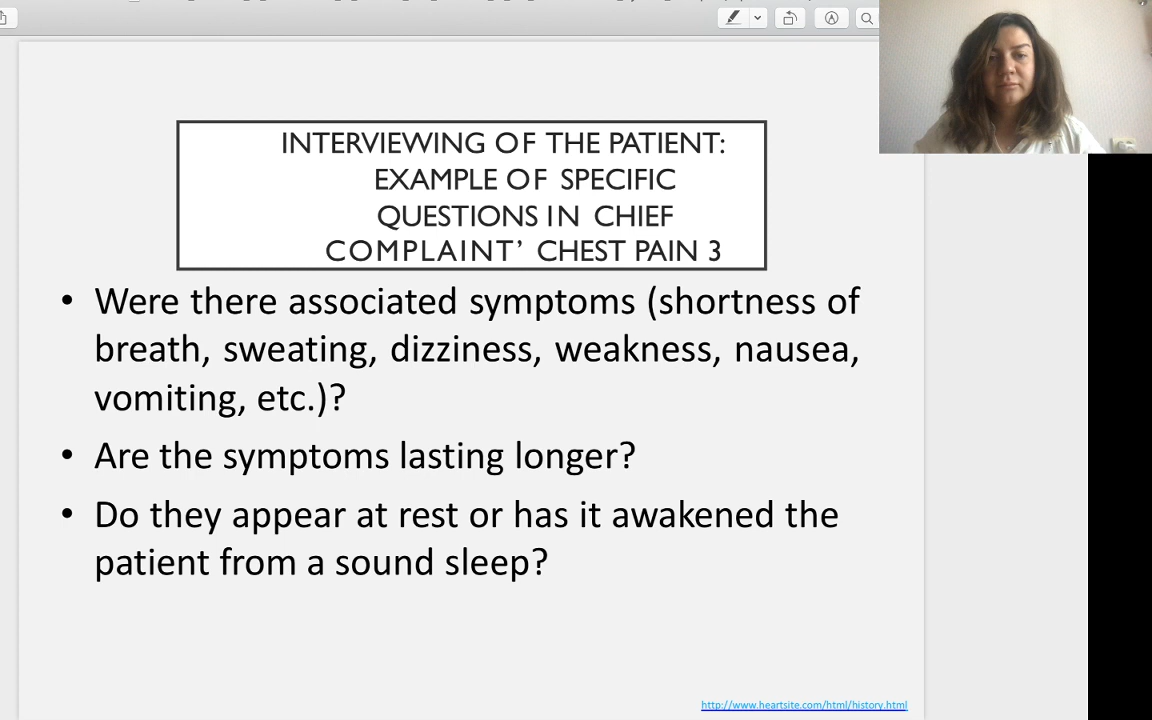 INTERVIEWING OF THE PATIENT:
EXAMPLE OF SPECIFIC
QUESTIONS IN CHIEF
COMPLAINT’ CHEST PAIN 3
• Were there associated symptoms (shortness of
breath, sweating, dizziness, weakness, nausea,
vomiting, etc.)?
• Are the symptoms lasting longer?
• Do they appear at rest or has it awakened the
patient from a sound sleep?
http://www.heartsite.com/html/history.html